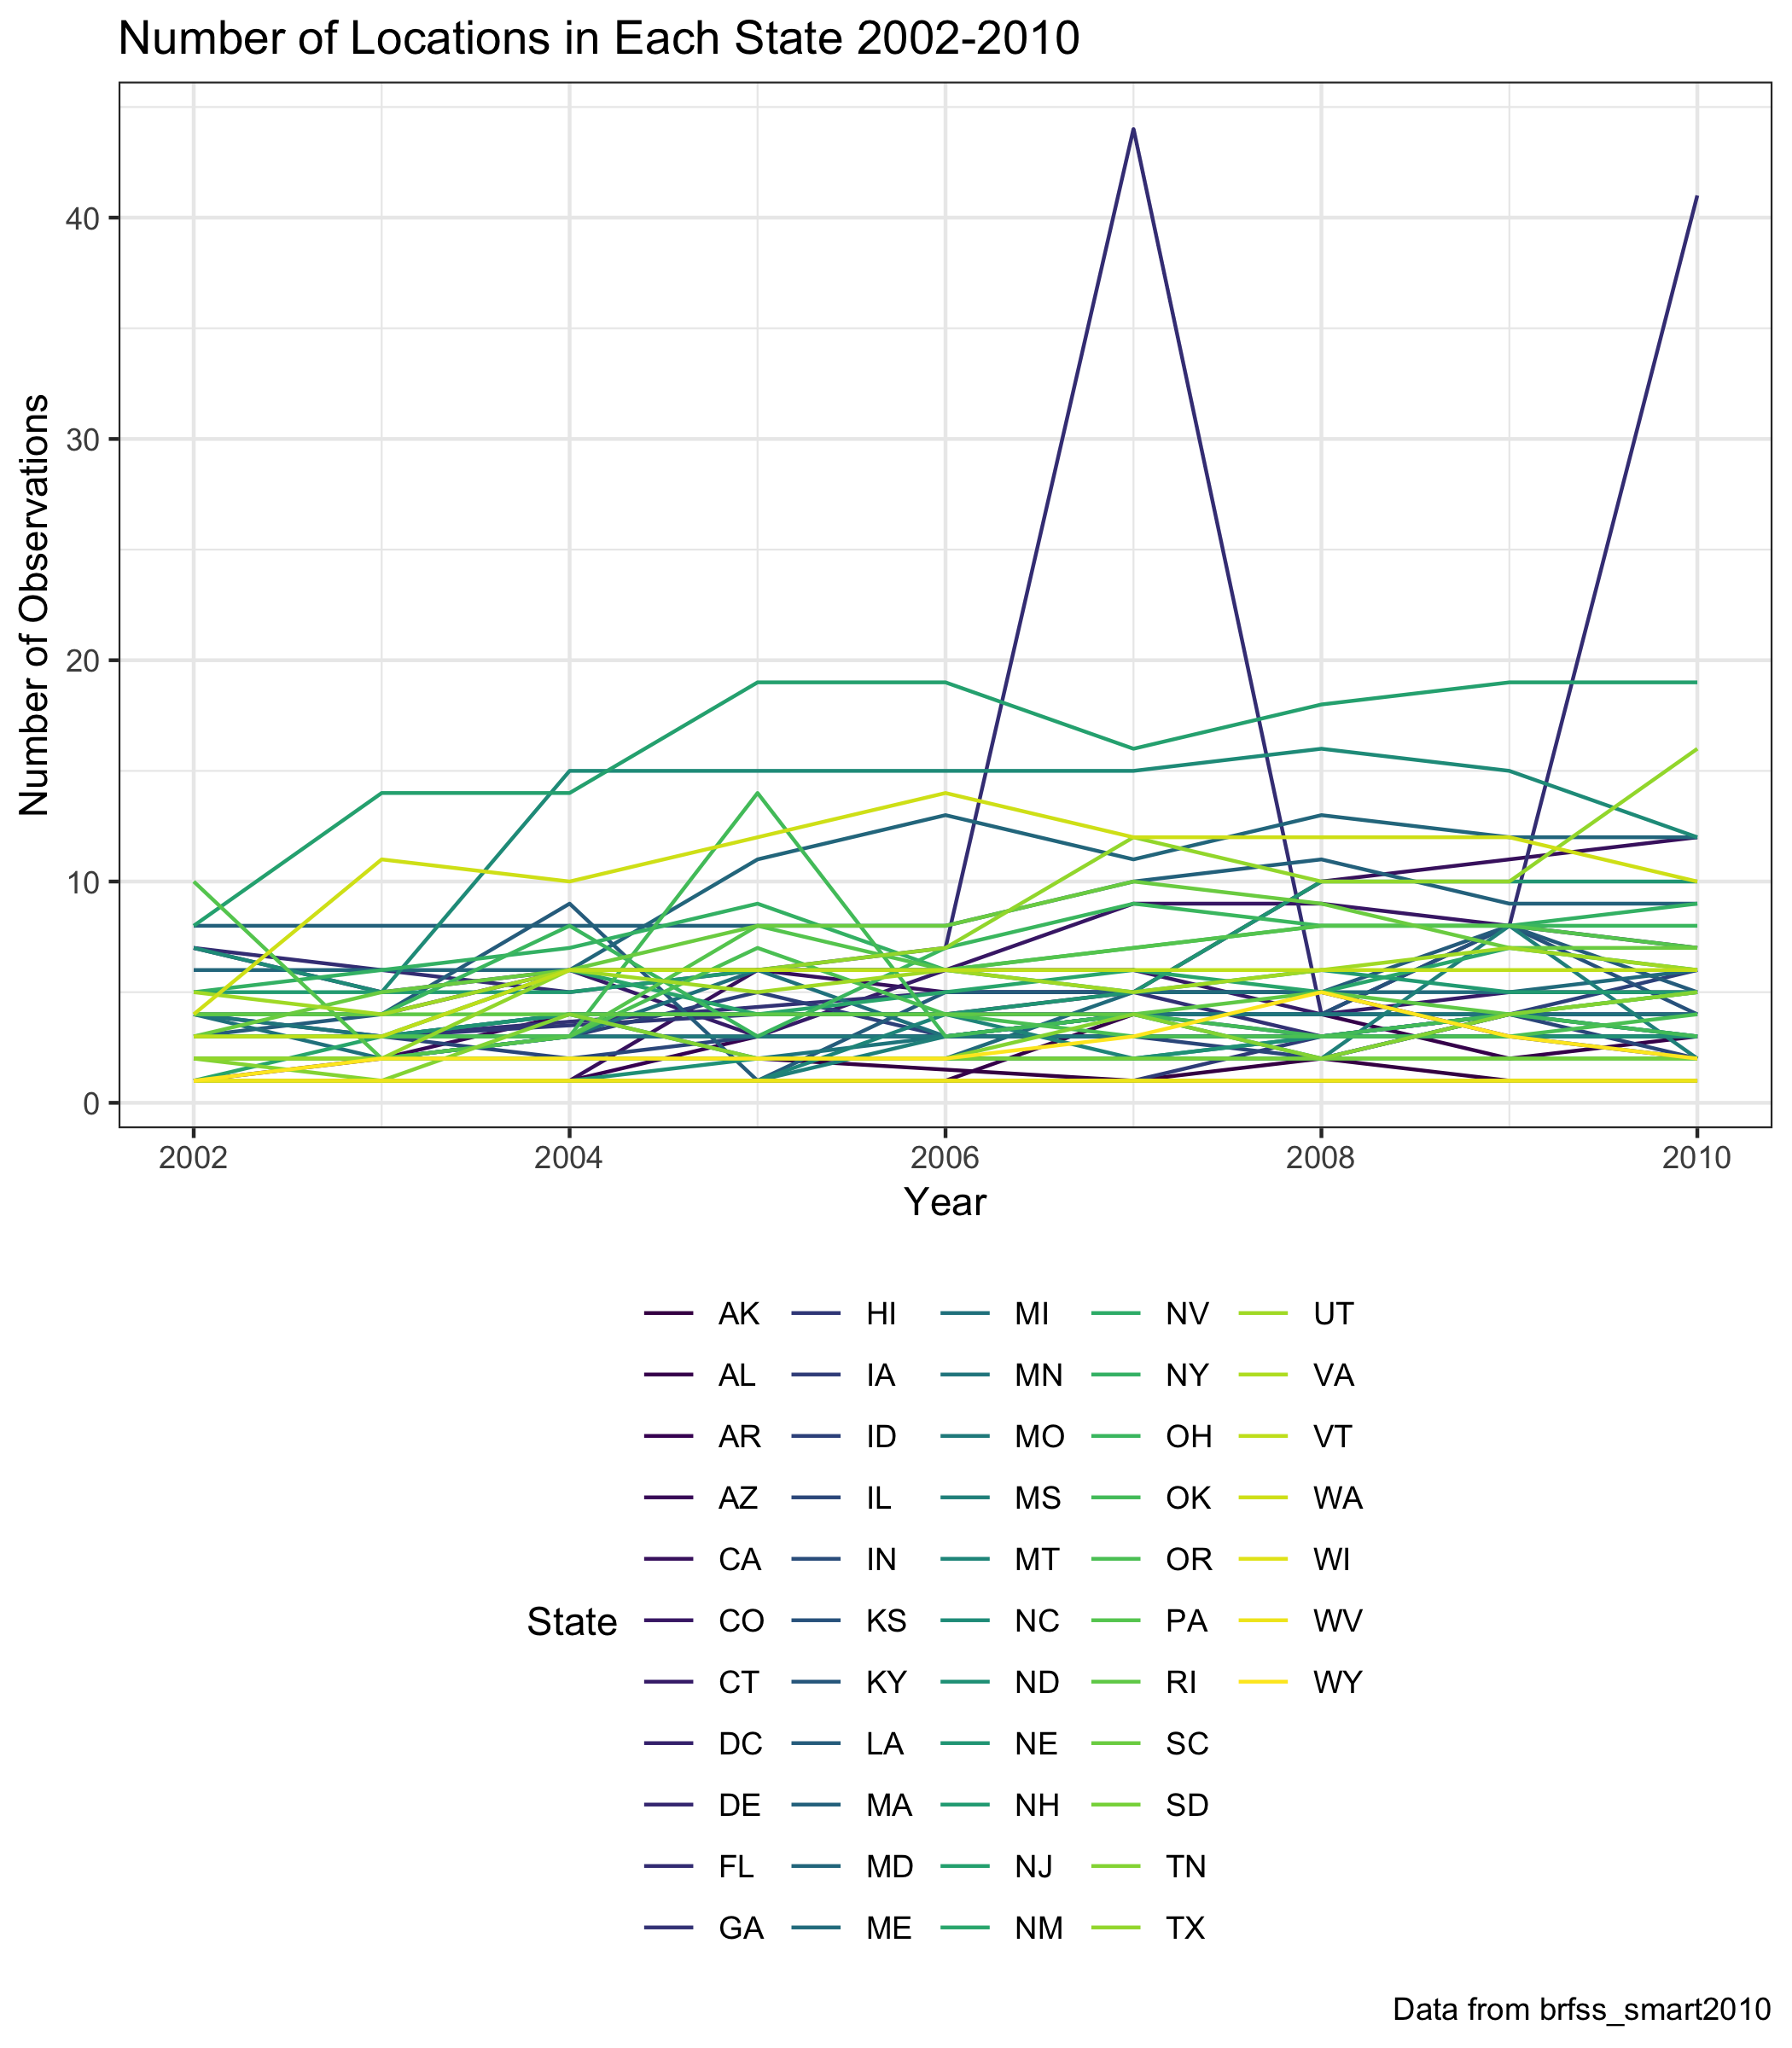 Number of Locations in Each State 2002-2010
Number of Observations
40
30
20
10
0
2002 2004 2006 2008 2010
Year
State
AK HI MI NV UT
AL IA MN NY VA
AR ID MO OH VT
AZ IL MS OK WA
CA IN MT OR WI
CO KS NC PA WV
CT KY ND RI WY
DC LA NE SC
DE MA NH SD
FL MD NJ TN
GA ME NM TX
Data from brfss_smart2010